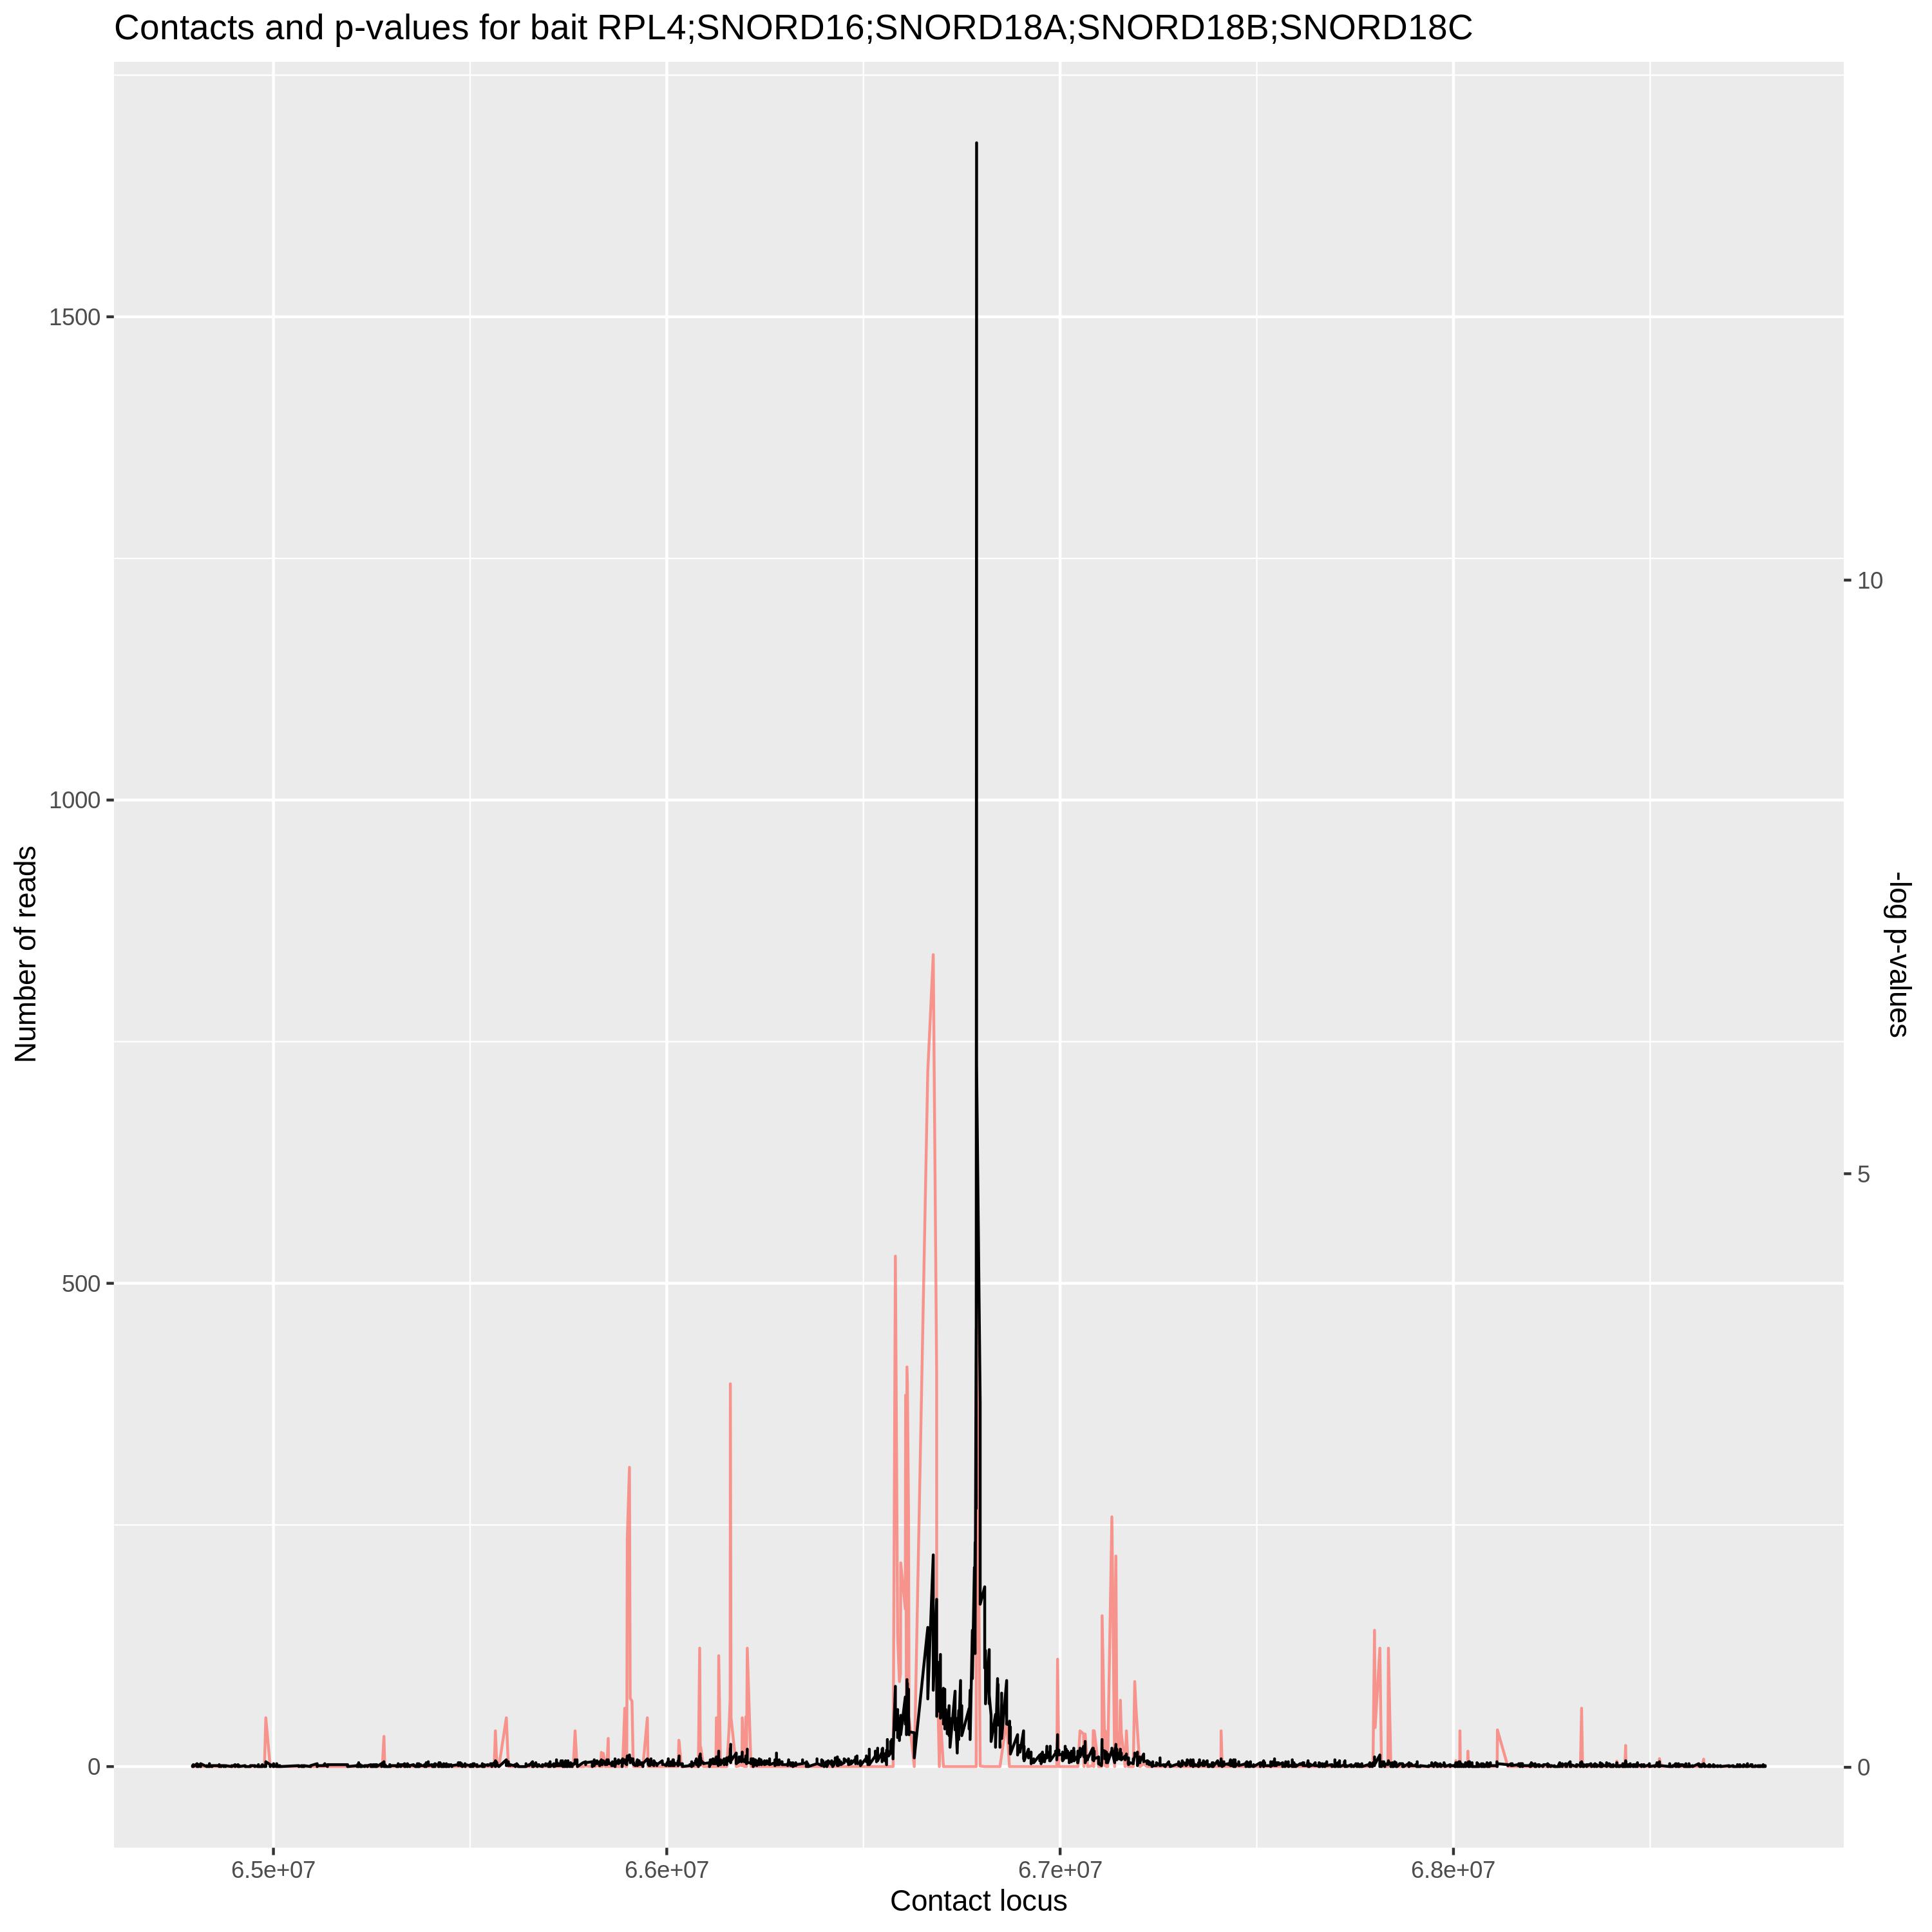 Contacts and p-values for bait RPL4;SNORD16;SNORD18A;SNORD18B;SNORD18C
1500
1000
500
0
Number of reads
10
5
0
-log p-values
6.5e+07 6.6e+07 6.7e+07 6.8e+07
Contact locus